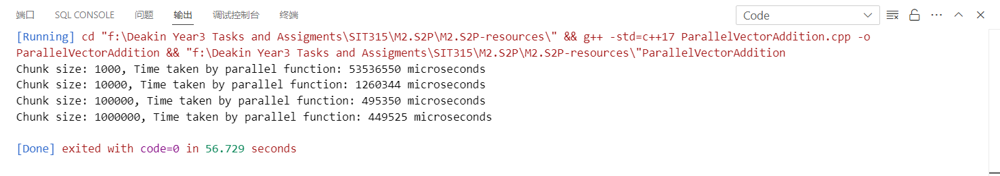 端口 SQL CONSOLE 问题 输出 调试控制台 终端 Code
[Running] cd "f:\Deakin Year3 Tasks and Assigments\SIT315\M2.S2P\M2.S2P-resources\" && g++ -std=c++17 ParallelVectorAddition.cpp -o
ParallelVectorAddition && "f:\Deakin Year3 Tasks and Assigments\SIT315\M2.S2P\M2.S2P-resources\"ParallelVectorAddition
Chunk size: 1000, Time taken by parallel function: 53536550 microseconds
Chunk size: 10000, Time taken by parallel function: 1260344 microseconds
Chunk size: 100000, Time taken by parallel function: 495350 microseconds
Chunk size: 1000000, Time taken by parallel function: 449525 microseconds
[Done] exited with code=0 in 56.729 seconds